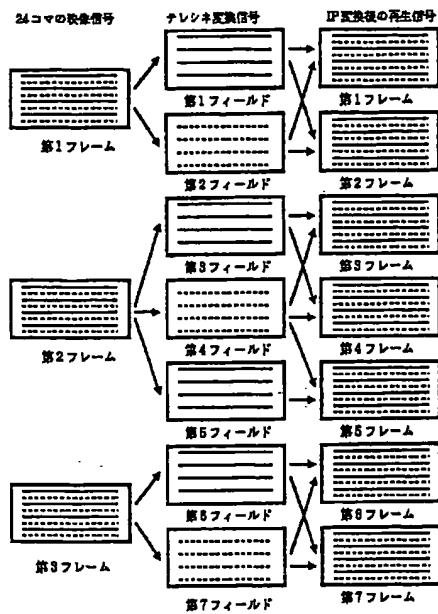 24コマの映像信号
テレシネ変換信号
IP変換後の再生信号
第1フィールド
第1フレーム
第1フレーム
第2フィールド
第2フレーム
第3フィールド
第3フレーム
第2フレーム
第4フィールド
第4フレーム
第5フィールド
第5フレーム
第6フィールド
第6フレーム
第3フレーム
第7フィールド
第7フレーム